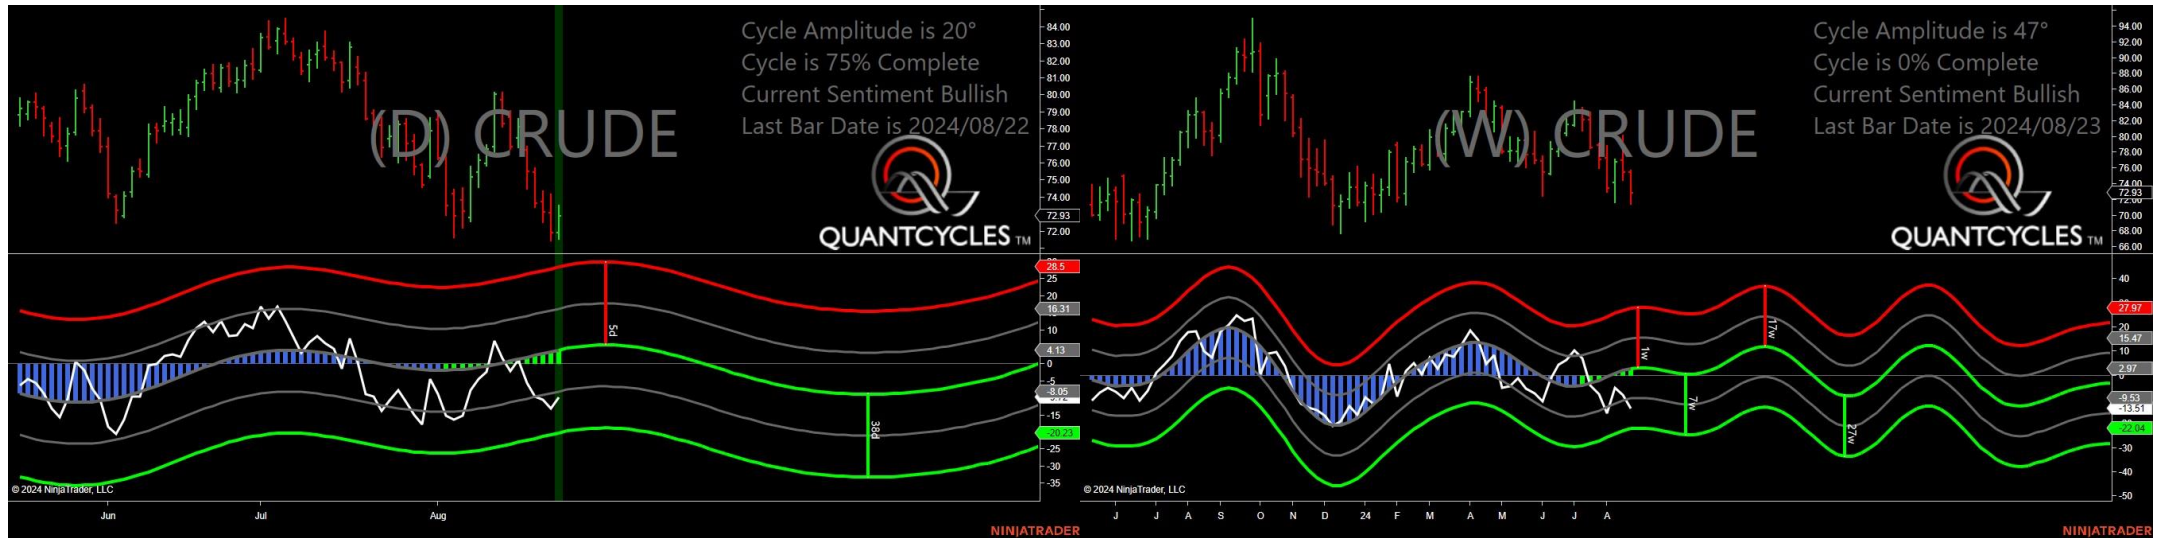 Cycle Amplitude is 20°
Cycle is 75% Complete
Current Sentiment Bullish
Last Bar Date is 2024/08/22
(D) CRUDE
QUANTCYCLES TM
84.00
83.00
82.00
81.00
80.00
79.00
78.00
77.00
76.00
75.00
74.00
72.93
72.00
28.5
25
20
16.31
10
4.13
0
-5
-8.05
-15
-20.23
-25
-30
-35
5d
38d
© 2024 NinjaTrader, LLC
Jun
Jul
Aug
NINJATRADER
Cycle Amplitude is 47°
Cycle is 0% Complete
Current Sentiment Bullish
Last Bar Date is 2024/08/23
(W) CRUDE
QUANTCYCLES TM
94.00
92.00
90.00
88.00
86.00
84.00
82.00
80.00
78.00
76.00
74.00
72.93
72.00
70.00
68.00
66.00
40
27.97
20
15.47
10
2.97
-9.53
-13.51
-22.04
-30
-40
-50
1w
17w
7w
27w
© 2024 NinjaTrader, LLC
J J A S O N D 24 F M A M J J A
NINJATRADER